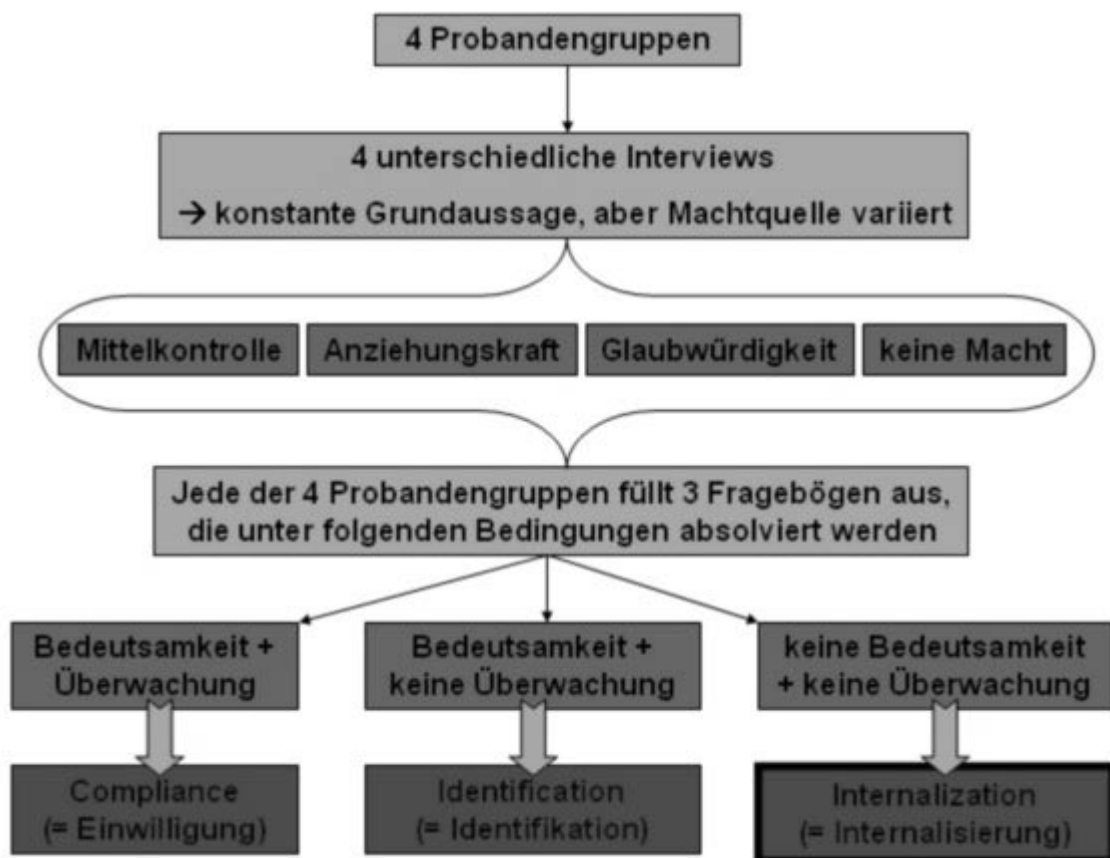 4 Probandengruppen
4 unterschiedliche Interviews
→ konstante Grundaussage, aber Machtquelle variiert
Mittelkontrolle
Anziehungskraft
Glaubwürdigkeit
keine Macht
Jede der 4 Probandengruppen füllt 3 Fragebögen aus,
die unter folgenden Bedingungen absolviert werden
Bedeutsamkeit +
Überwachung
Bedeutsamkeit +
keine Überwachung
keine Bedeutsamkeit
+ keine Überwachung
Compliance
(= Einwilligung)
Identification
(= Identifikation)
Internalization
(= Internalisierung)